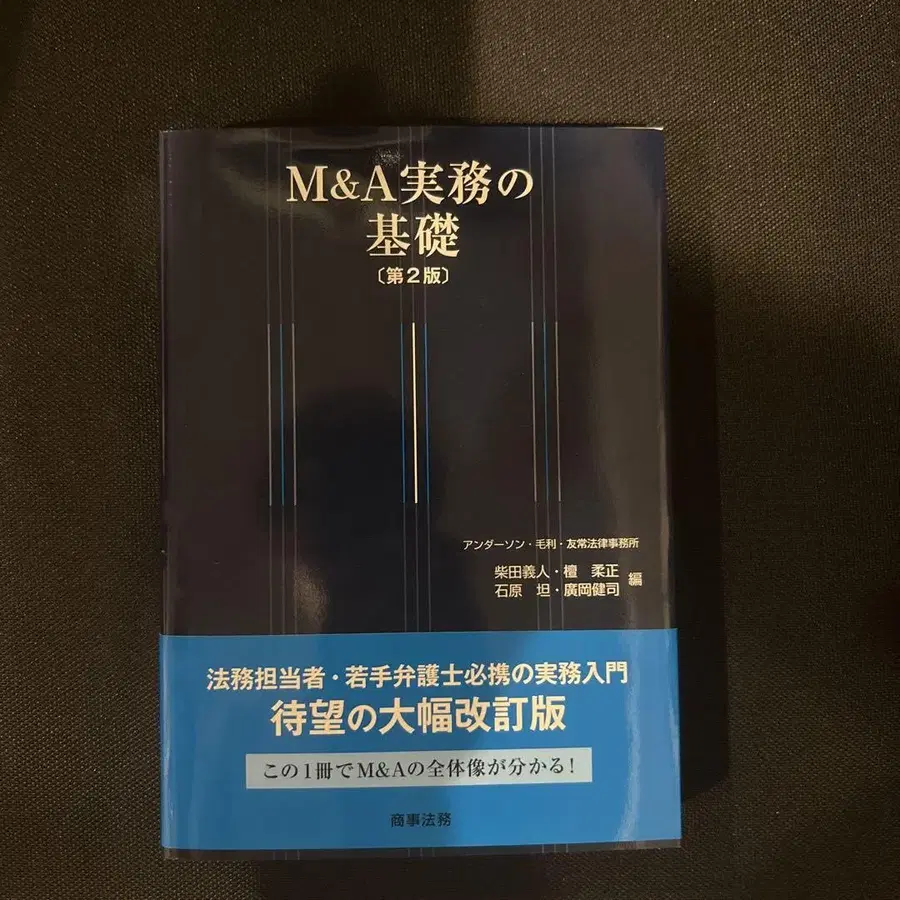 M&A実務の
基礎
〔第2版〕
アンダーソン・毛利・友常法律事務所
柴田義人・檀 柔正
石原 坦・廣岡健司 編
法務担当者・若手弁護士必携の実務入門
待望の大幅改訂版
この1冊でM&Aの全体像が分かる!
商事法務